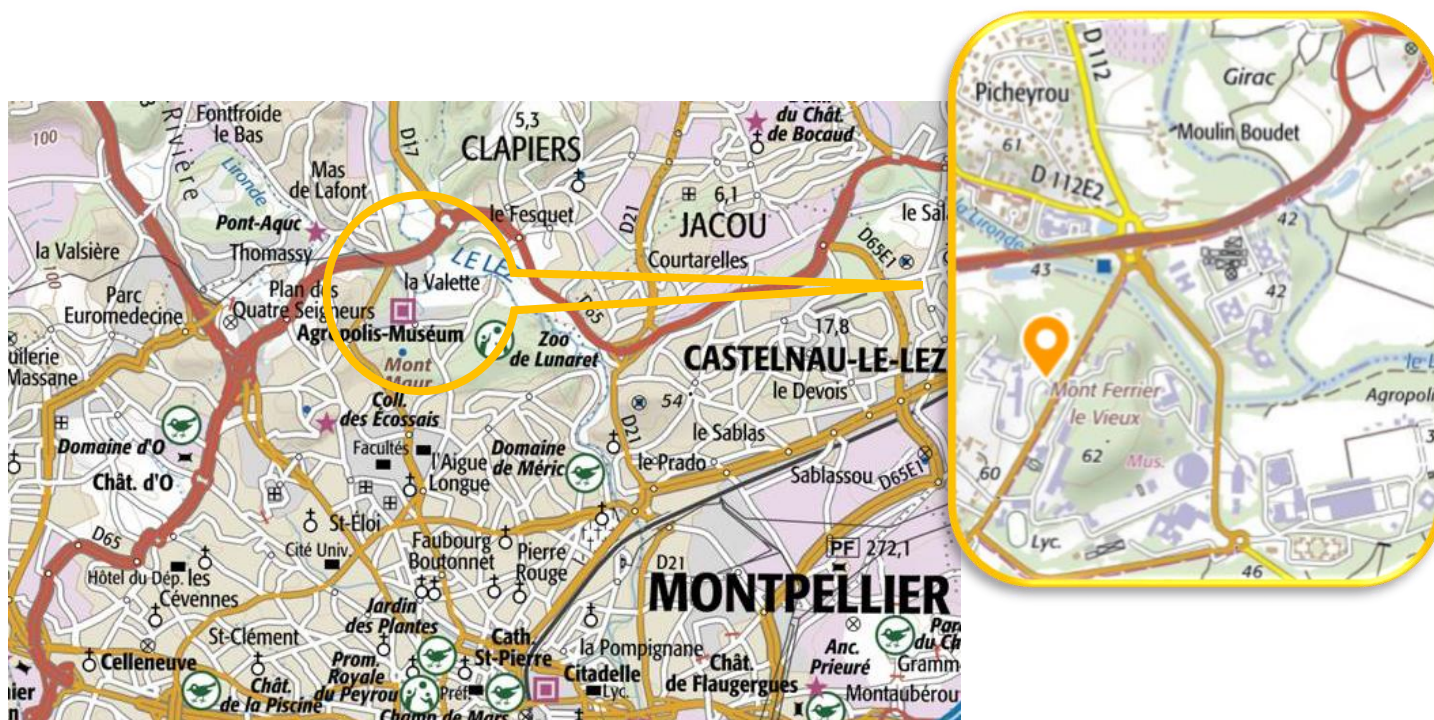 Fontfroide
le Bas
Rivière
100
Lironde
Mas
de Lafont
D17
5,3
CLAPIERS
du Chât.
de Bocaud
6,1
JACOU
D21
le Fesquet
Courtarelles
D65E1
Pont-Aquc
Thomassy
la Valsière
100
Parc
Euromedecine
Plan des
Quatre Seigneurs
la Valette
Agropolis-Muséum
Mont
Maur
Zoo
de Lunaret
D65
17,8
CASTELNAU-LE-LEZ
le Devois
54
D21
le Sablas
Massane
Coll.
des Écossais
Facultés
l'Aigue
Longue
Domaine
de Méric
le Prado
Sablassou
D65E1
Domaine d'O
Chât. d'O
St-Éloi
Cité Univ.
Faubourg
Boutonnet
Pierre
Rouge
D21
PF 272,1
D65
Hôtel du Dép.
les
Cévennes
MONTPELLIER
Jardin
des Plantes
St-Clément
Celleneuve
Chât.
de la Piscine
Prom.
Royale
du Peyrou
Préf.
Cath.
St-Pierre
Citadelle
Lyc.
Champ de Mars
la Pompignane
Chât.
de Flaugergues
Anc.
Prieuré
Montaubérou
D 112
Girac
Picheyrou
61
Moulin Boudet
D 112E2
42
la Lironde
43
42
Mont Ferrier
le Vieux
62
Mus.
60
Lyc.
46